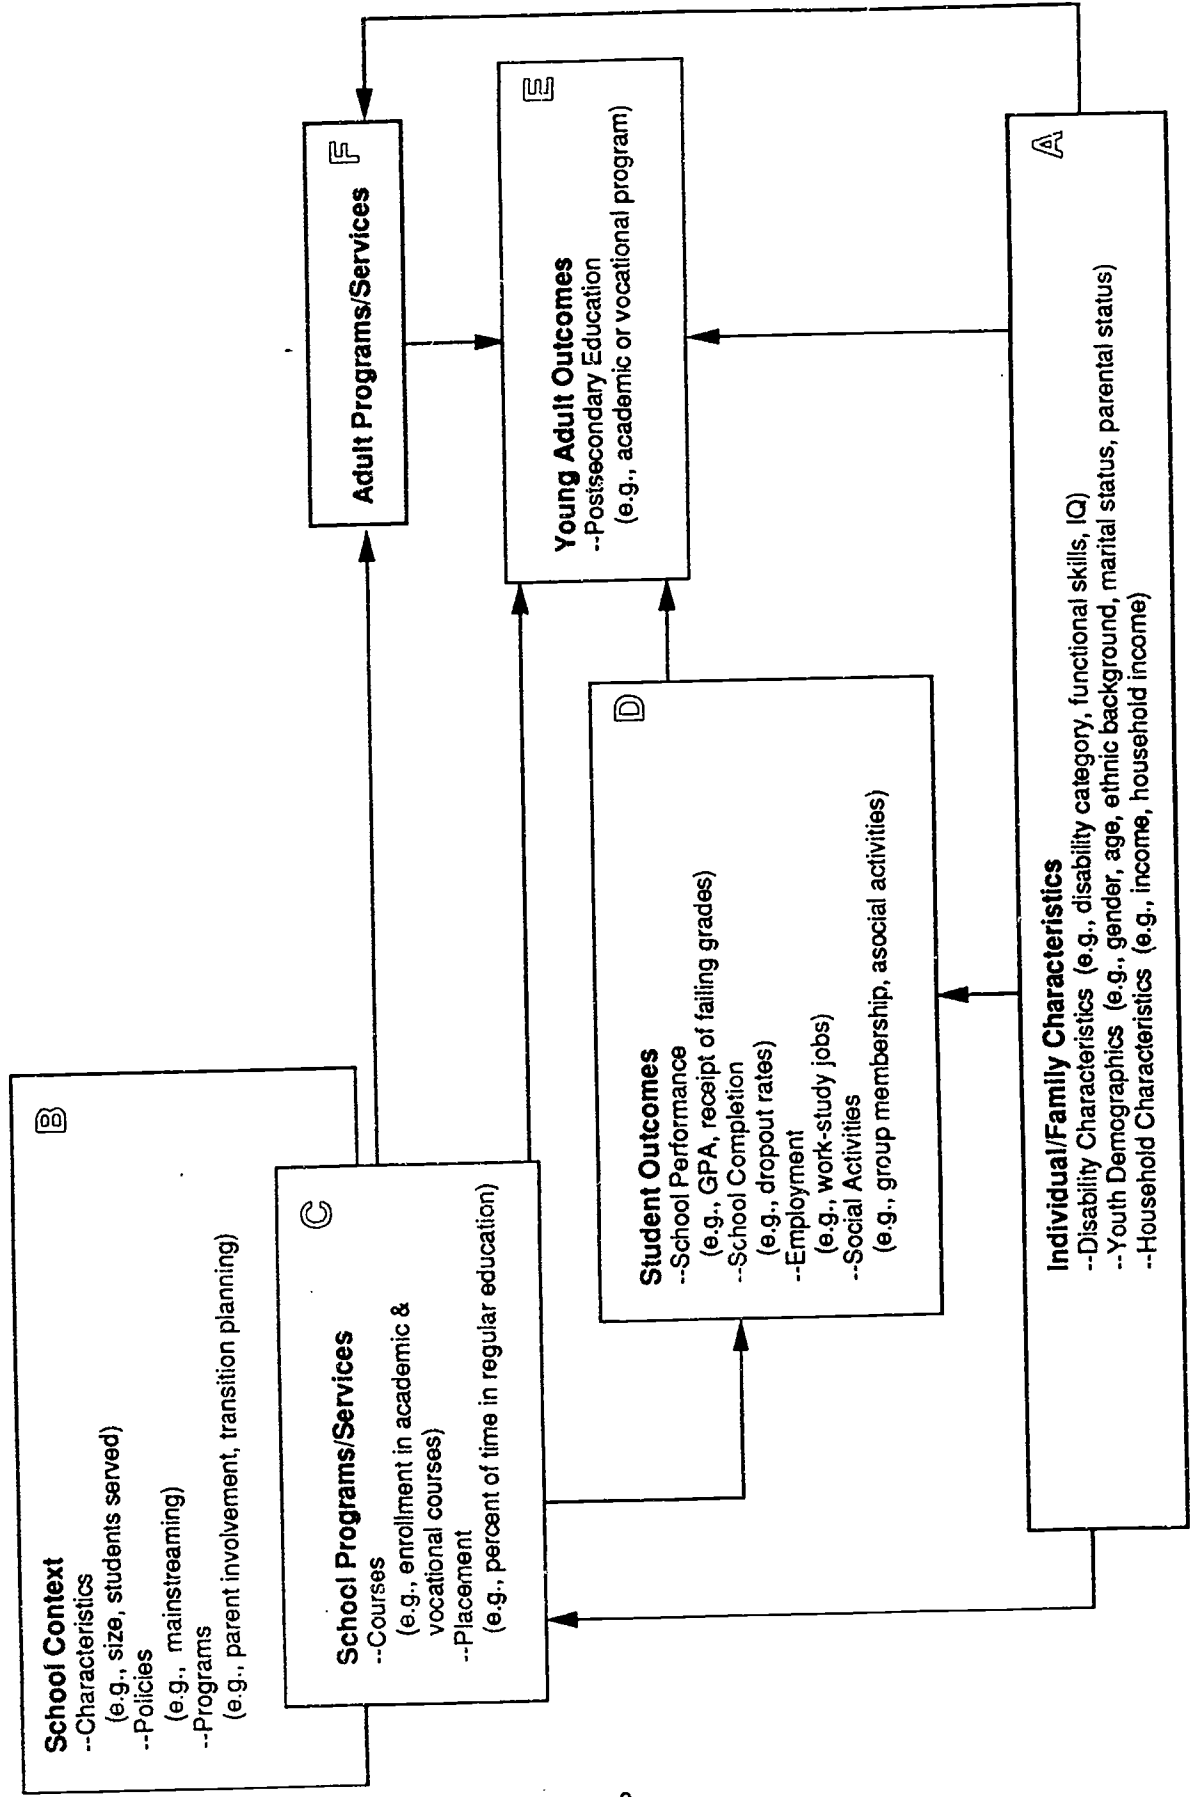 School Context
B
--Characteristics
(e.g., size, students served)
--Policies
(e.g., mainstreaming)
--Programs
(e.g., parent involvement, transition planning)
School Programs/Services
C
--Courses
(e.g., enrollment in academic &
vocational courses)
--Placement
(e.g., percent of time in regular education)
Adult Programs/Services
F
Young Adult Outcomes
E
--Postsecondary Education
(e.g., academic or vocational program)
Student Outcomes
D
--School Performance
(e.g., GPA, receipt of failing grades)
--School Completion
(e.g., dropout rates)
--Employment
(e.g., work-study jobs)
--Social Activities
(e.g., group membership, asocial activities)
Individual/Family Characteristics
A
--Disability Characteristics (e.g., disability category, functional skills, IQ)
--Youth Demographics (e.g., gender, age, ethnic background, marital status, parental status)
--Household Characteristics (e.g., income, household income)